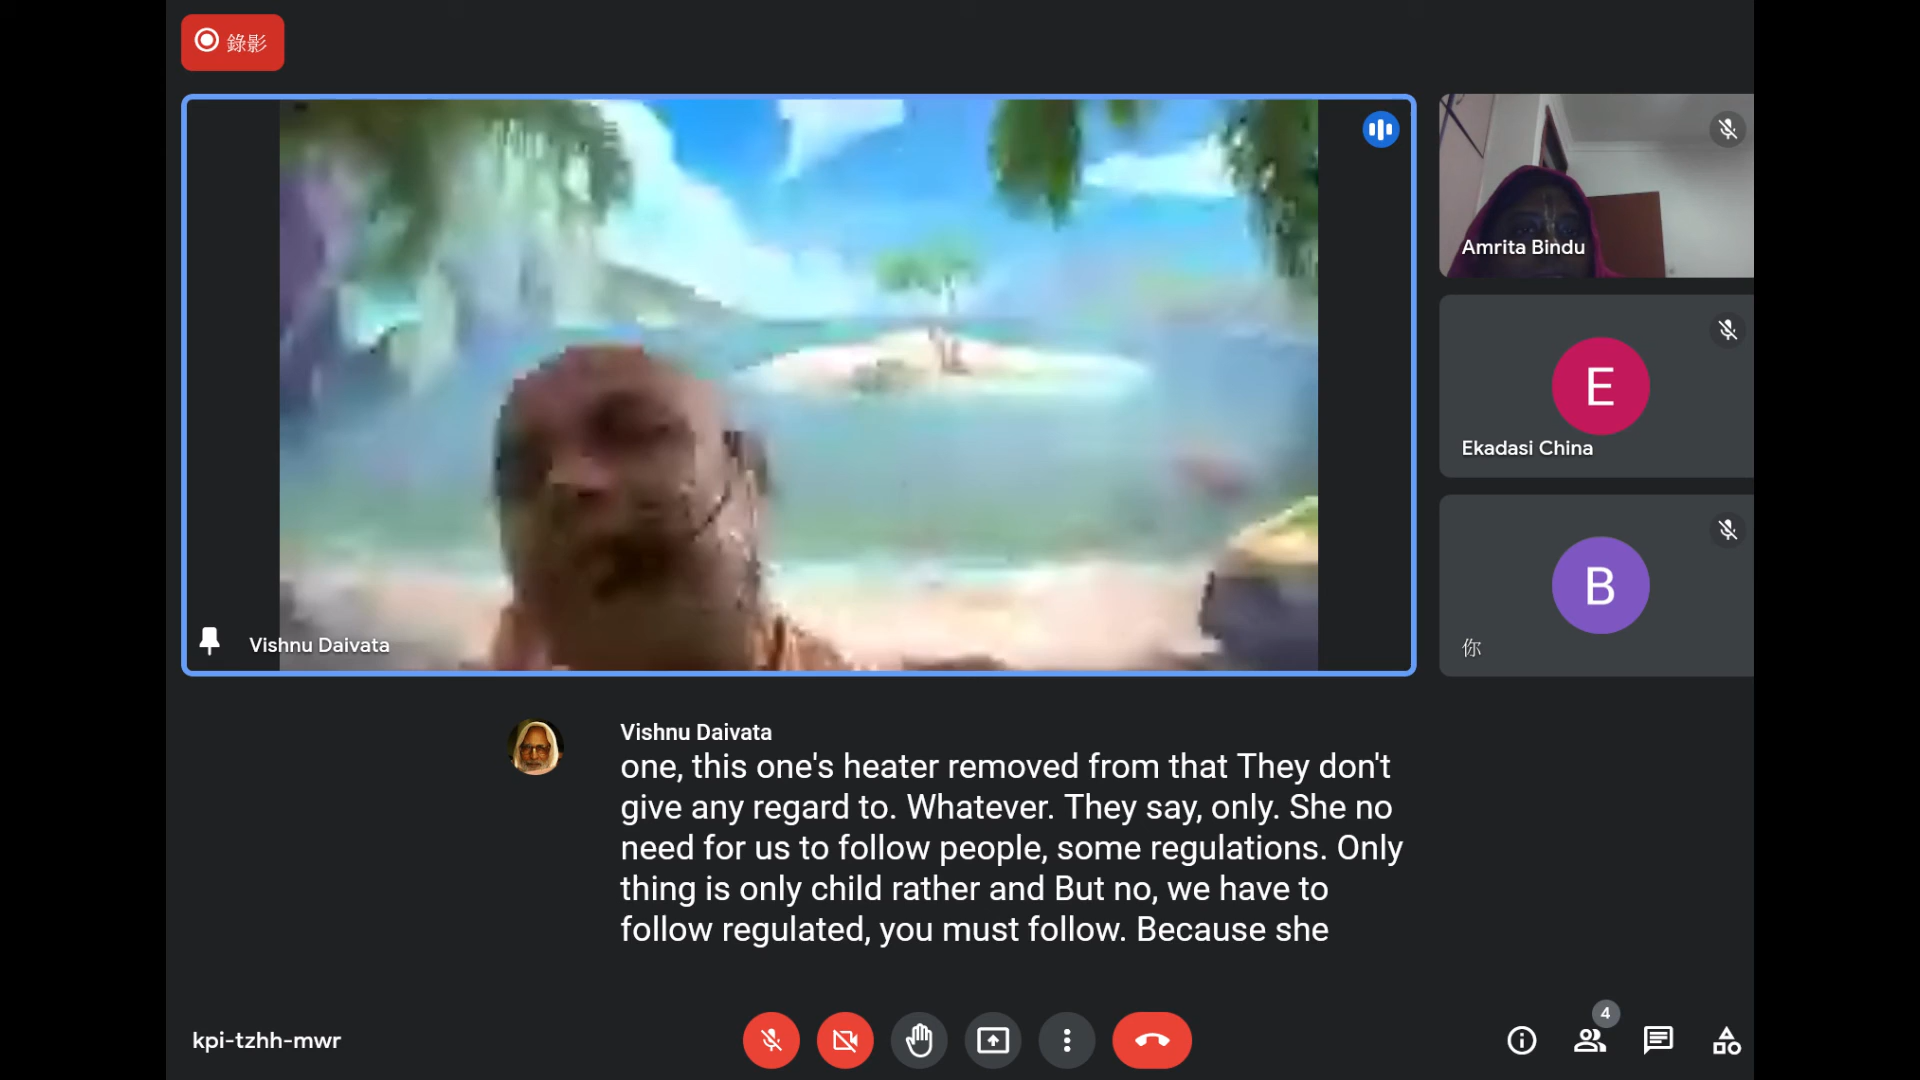 錄影
Amrita Bindu
E
Ekadasi China
B
你
Vishnu Daivata
Vishnu Daivata
one, this one's heater removed from that They don't
give any regard to. Whatever. They say, only. She no
need for us to follow people, some regulations. Only
thing is only child rather and But no, we have to
follow regulated, you must follow. Because she
kpi-tzhh-mwr
4